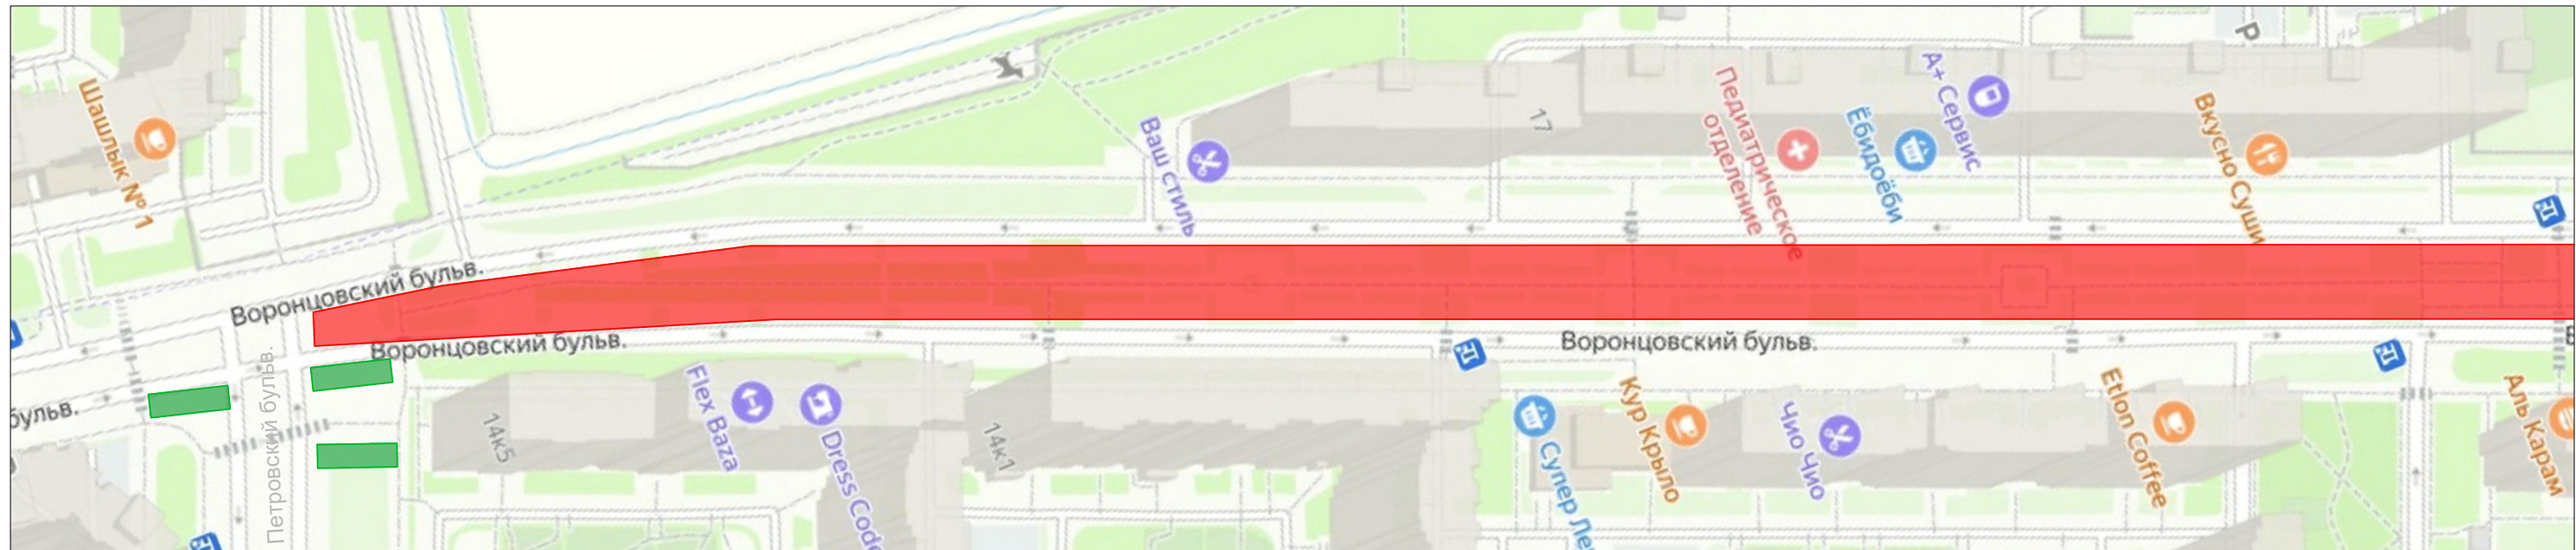 Шашлык № 1
Ваш стиль
17
Педиатрическое
отделение
Ёбидоёби
А+ Сервис
Вкусно Суши
Р
Воронцовский бульв.
Воронцовский бульв.
Воронцовский бульв.
В
бульв.
Петровский бульв.
14к5
Flex Baza
Dress Code
14к1
Супер Ле
Кур Крыло
Чио Чио
Etlon Coffee
Аль Карам